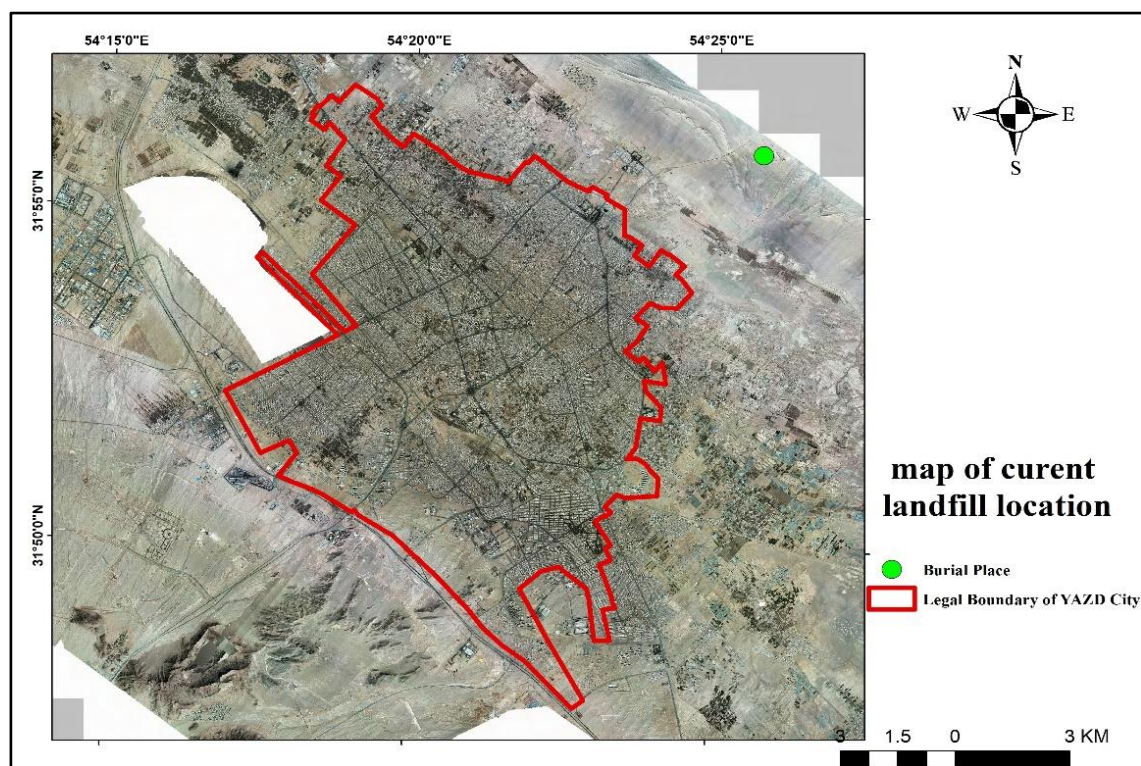 54°15'0"E 54°20'0"E 54°25'0"E
N
W E
S
31°55'0"N
31°50'0"N
map of curent
landfill location
Burial Place
Legal Boundary of YAZD City
3 1.5 0 3 KM